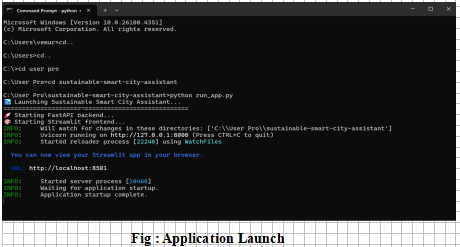 Command Prompt - python r
Microsoft Windows [Version 10.0.26100.4351]
(c) Microsoft Corporation. All rights reserved.
C:\Users\vemur>cd..
C:\Users>cd..
C:\>cd user pro
C:\User Pro>cd sustainable-smart-city-assistant
C:\User Pro\sustainable-smart-city-assistant>python run_app.py
Launching Sustainable Smart City Assistant...
==================================================
Starting FastAPI backend...
Starting Streamlit frontend...
INFO: Will watch for changes in these directories: ['C:\\User Pro\\sustainable-smart-city-assistant']
INFO: Uvicorn running on http://127.0.0.1:8000 (Press CTRL+C to quit)
INFO: Started reloader process [22240] using WatchFiles
You can now view your Streamlit app in your browser.
URL: http://localhost:8501
INFO: Started server process [10460]
INFO: Waiting for application startup.
INFO: Application startup complete.
Fig : Application Launch